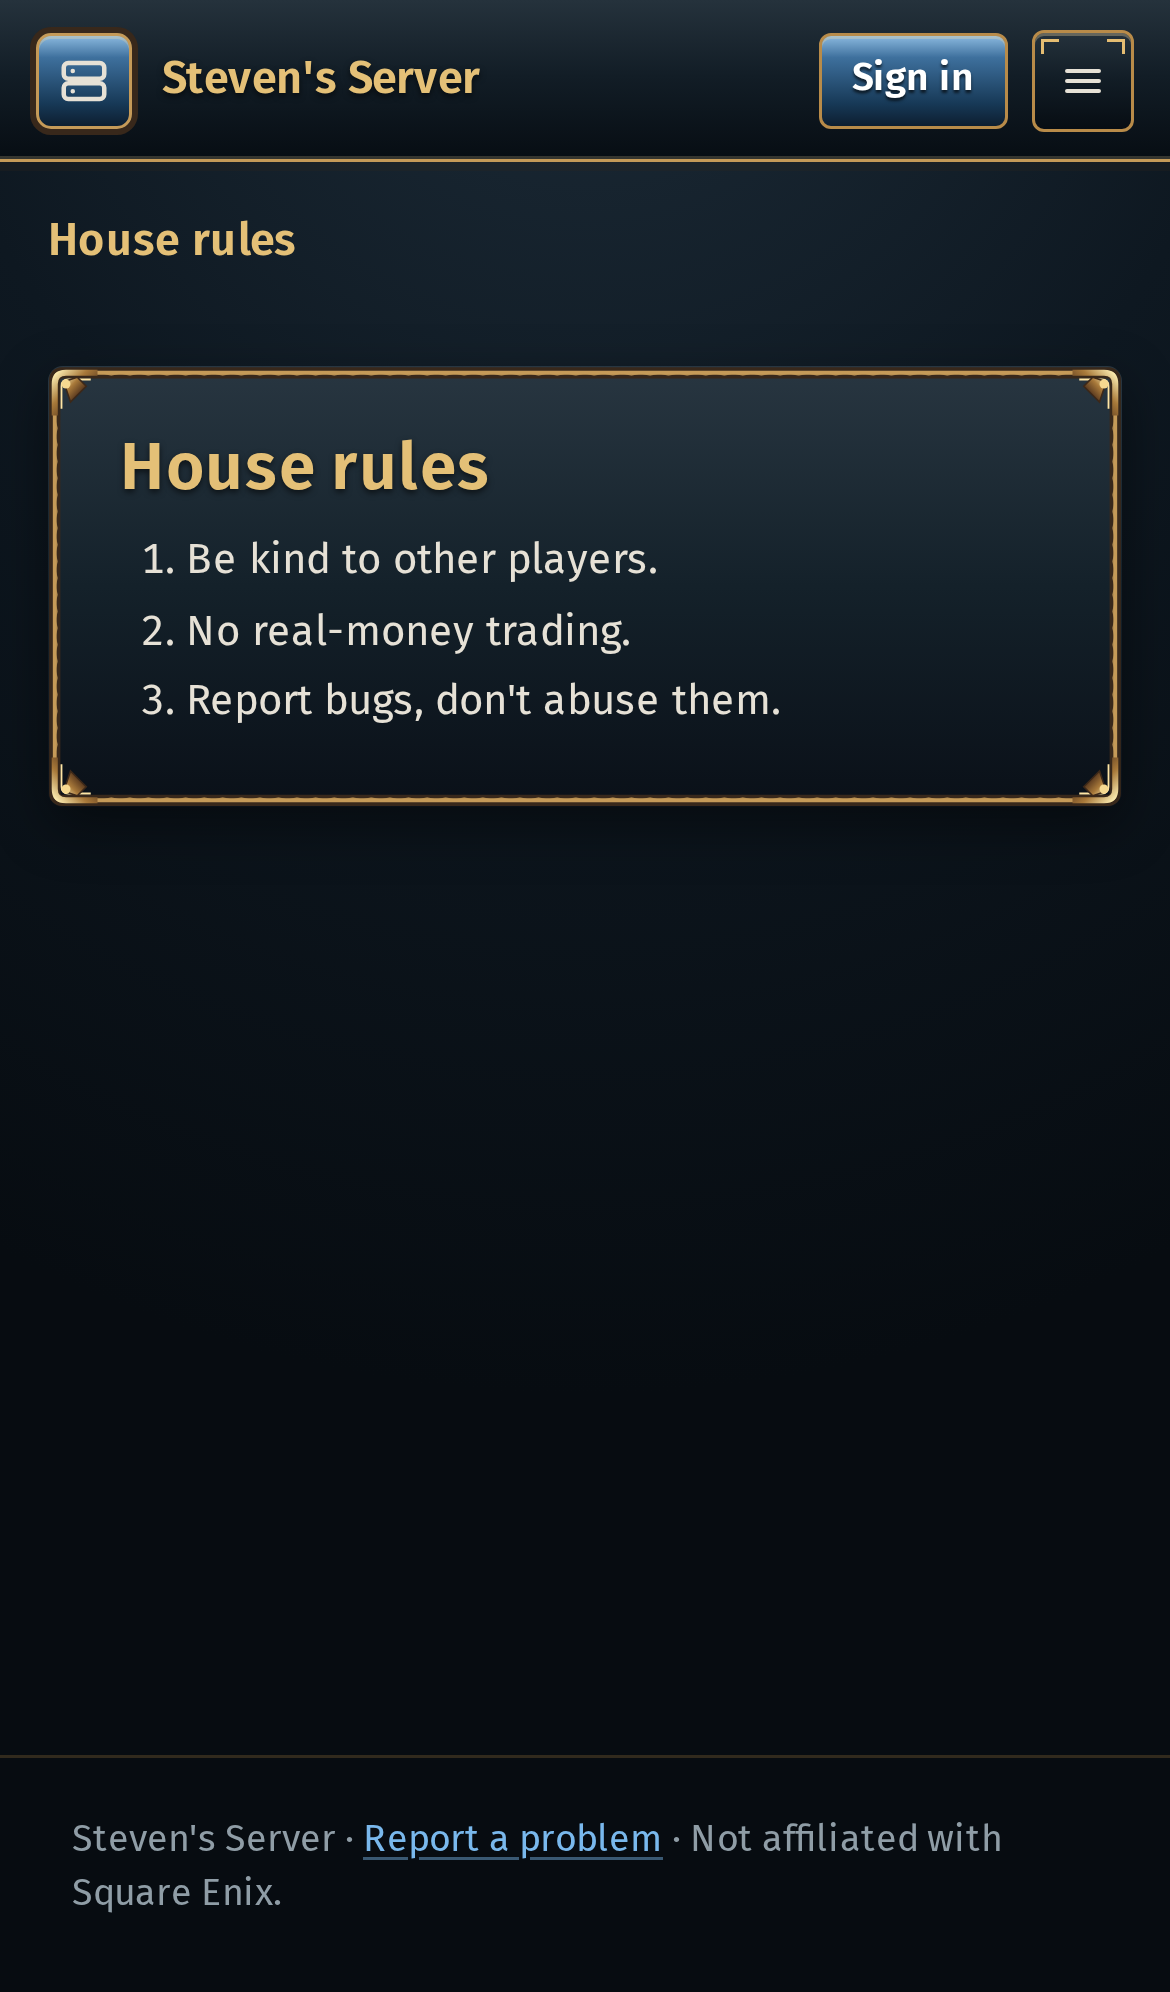 Steven's Server
Sign in
House rules
House rules
1. Be kind to other players.
2. No real-money trading.
3. Report bugs, don't abuse them.
Steven's Server · Report a problem · Not affiliated with
Square Enix.